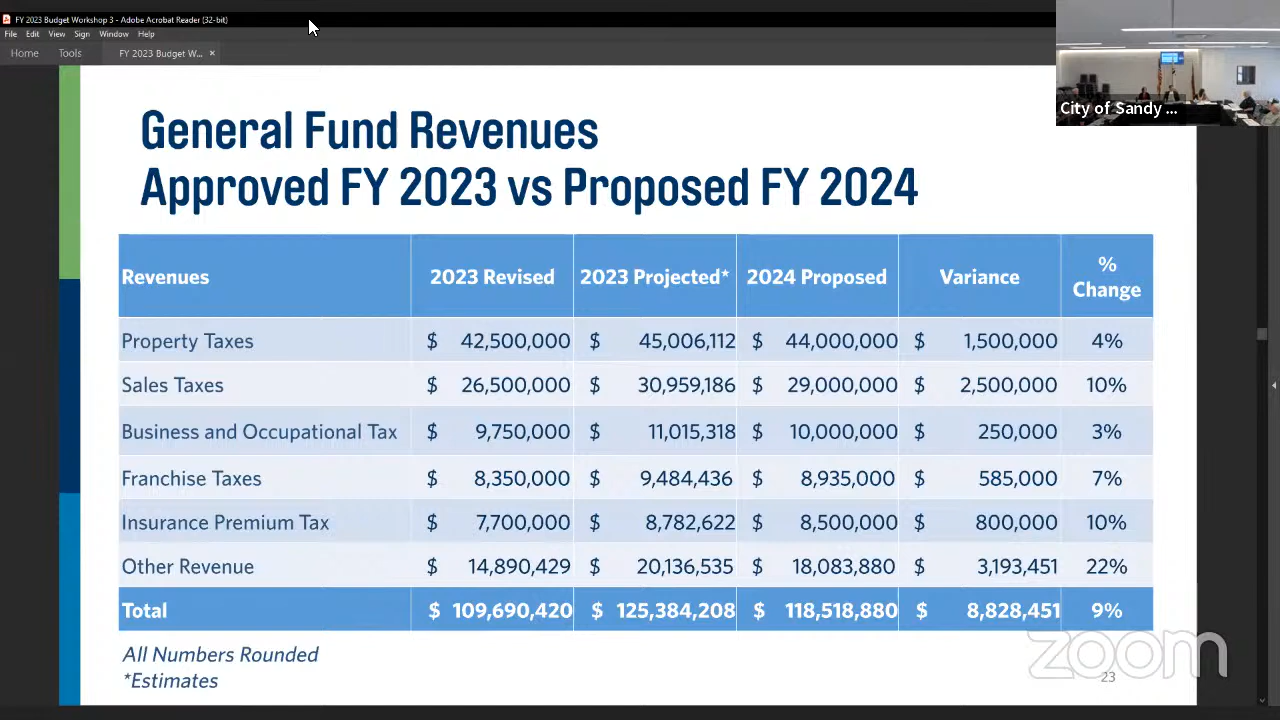 FY 2023 Budget Workshop 3 - Adobe Acrobat Reader (32-bit)
File Edit View Sign Window Help
Home Tools FY 2023 Budget W... ×
City of Sandy ...
General Fund Revenues
Approved FY 2023 vs Proposed FY 2024
Revenues 2023 Revised 2023 Projected* 2024 Proposed Variance % Change
Property Taxes $ 42,500,000 $ 45,006,112 $ 44,000,000 $ 1,500,000 4%
Sales Taxes $ 26,500,000 $ 30,959,186 $ 29,000,000 $ 2,500,000 10%
Business and Occupational Tax $ 9,750,000 $ 11,015,318 $ 10,000,000 $ 250,000 3%
Franchise Taxes $ 8,350,000 $ 9,484,436 $ 8,935,000 $ 585,000 7%
Insurance Premium Tax $ 7,700,000 $ 8,782,622 $ 8,500,000 $ 800,000 10%
Other Revenue $ 14,890,429 $ 20,136,535 $ 18,083,880 $ 3,193,451 22%
Total $ 109,690,420 $ 125,384,208 $ 118,518,880 $ 8,828,451 9%
All Numbers Rounded
*Estimates
zoom
23